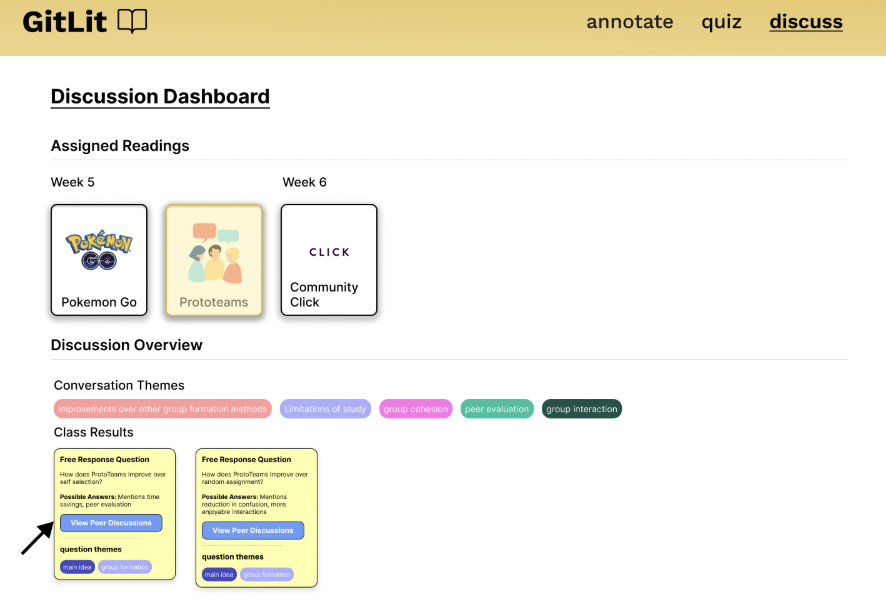 GitLit
annotate quiz discuss
Discussion Dashboard
Assigned Readings
Week 5 Week 6
POKÉMON
GO
Pokemon Go
Prototeams
CLICK
Community
Click
Discussion Overview
Conversation Themes
Improvements over other group formation methods Limitations of study group cohesion peer evaluation group interaction
Class Results
Free Response Question
How does ProtoTeams improve over
self selection?
Possible Answers: Mentions time
savings, peer evaluation
View Peer Discussions
question themes
main idea group formation
Free Response Question
How does ProtoTeams improve over
random assignment?
Possible Answers: Mentions
reduction in confusion, more
anjoyable interactions
View Peer Discussions
question themes
main idea group formation